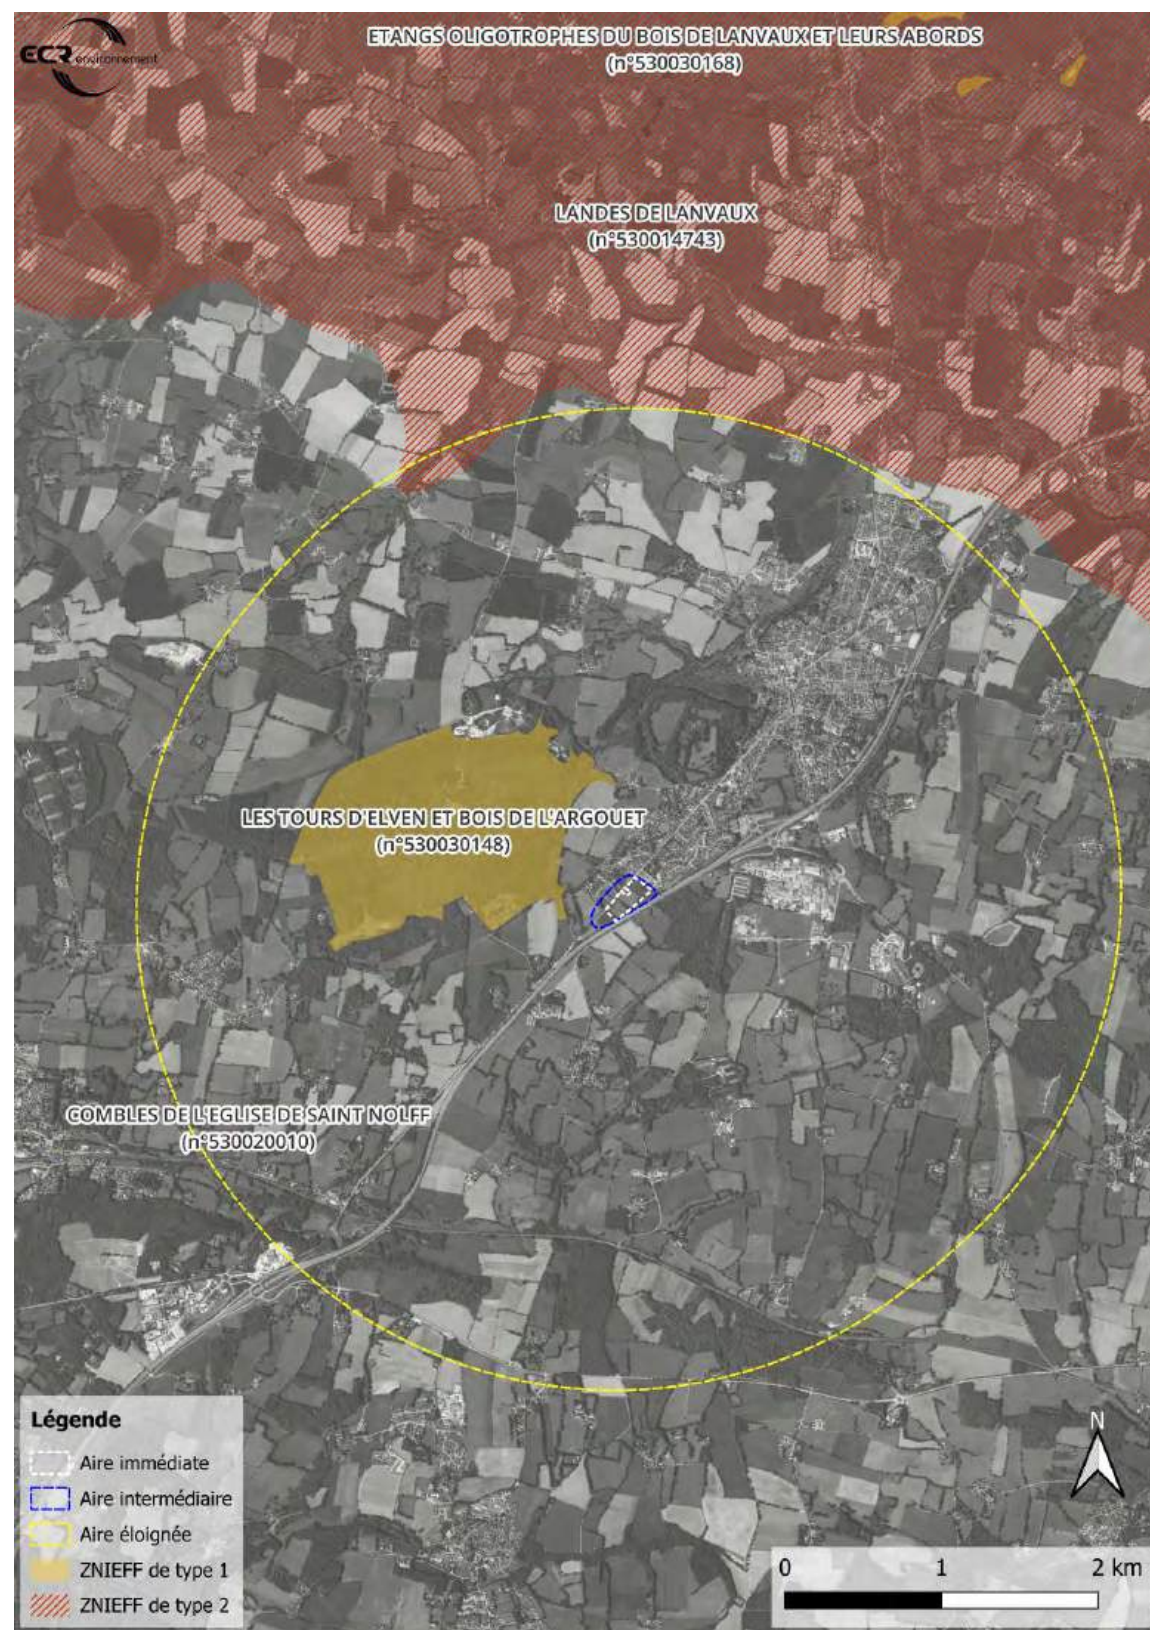 ECR environnement
ETANGS OLIGOTROPHES DU BOIS DE LANVAUX ET LEURS ABORDS
(n°530030168)
LANDES DE LANVAUX
(n°530014743)
LES TOURS D'ELVEN ET BOIS DE L'ARGOUET
(n°530030148)
COMBLES DE L'EGLISE DE SAINT NOLFF
(n°530020010)
Légende
Aire immédiate
Aire intermédiaire
Aire éloignée
ZNIEFF de type 1
ZNIEFF de type 2
N
0 1 2 km